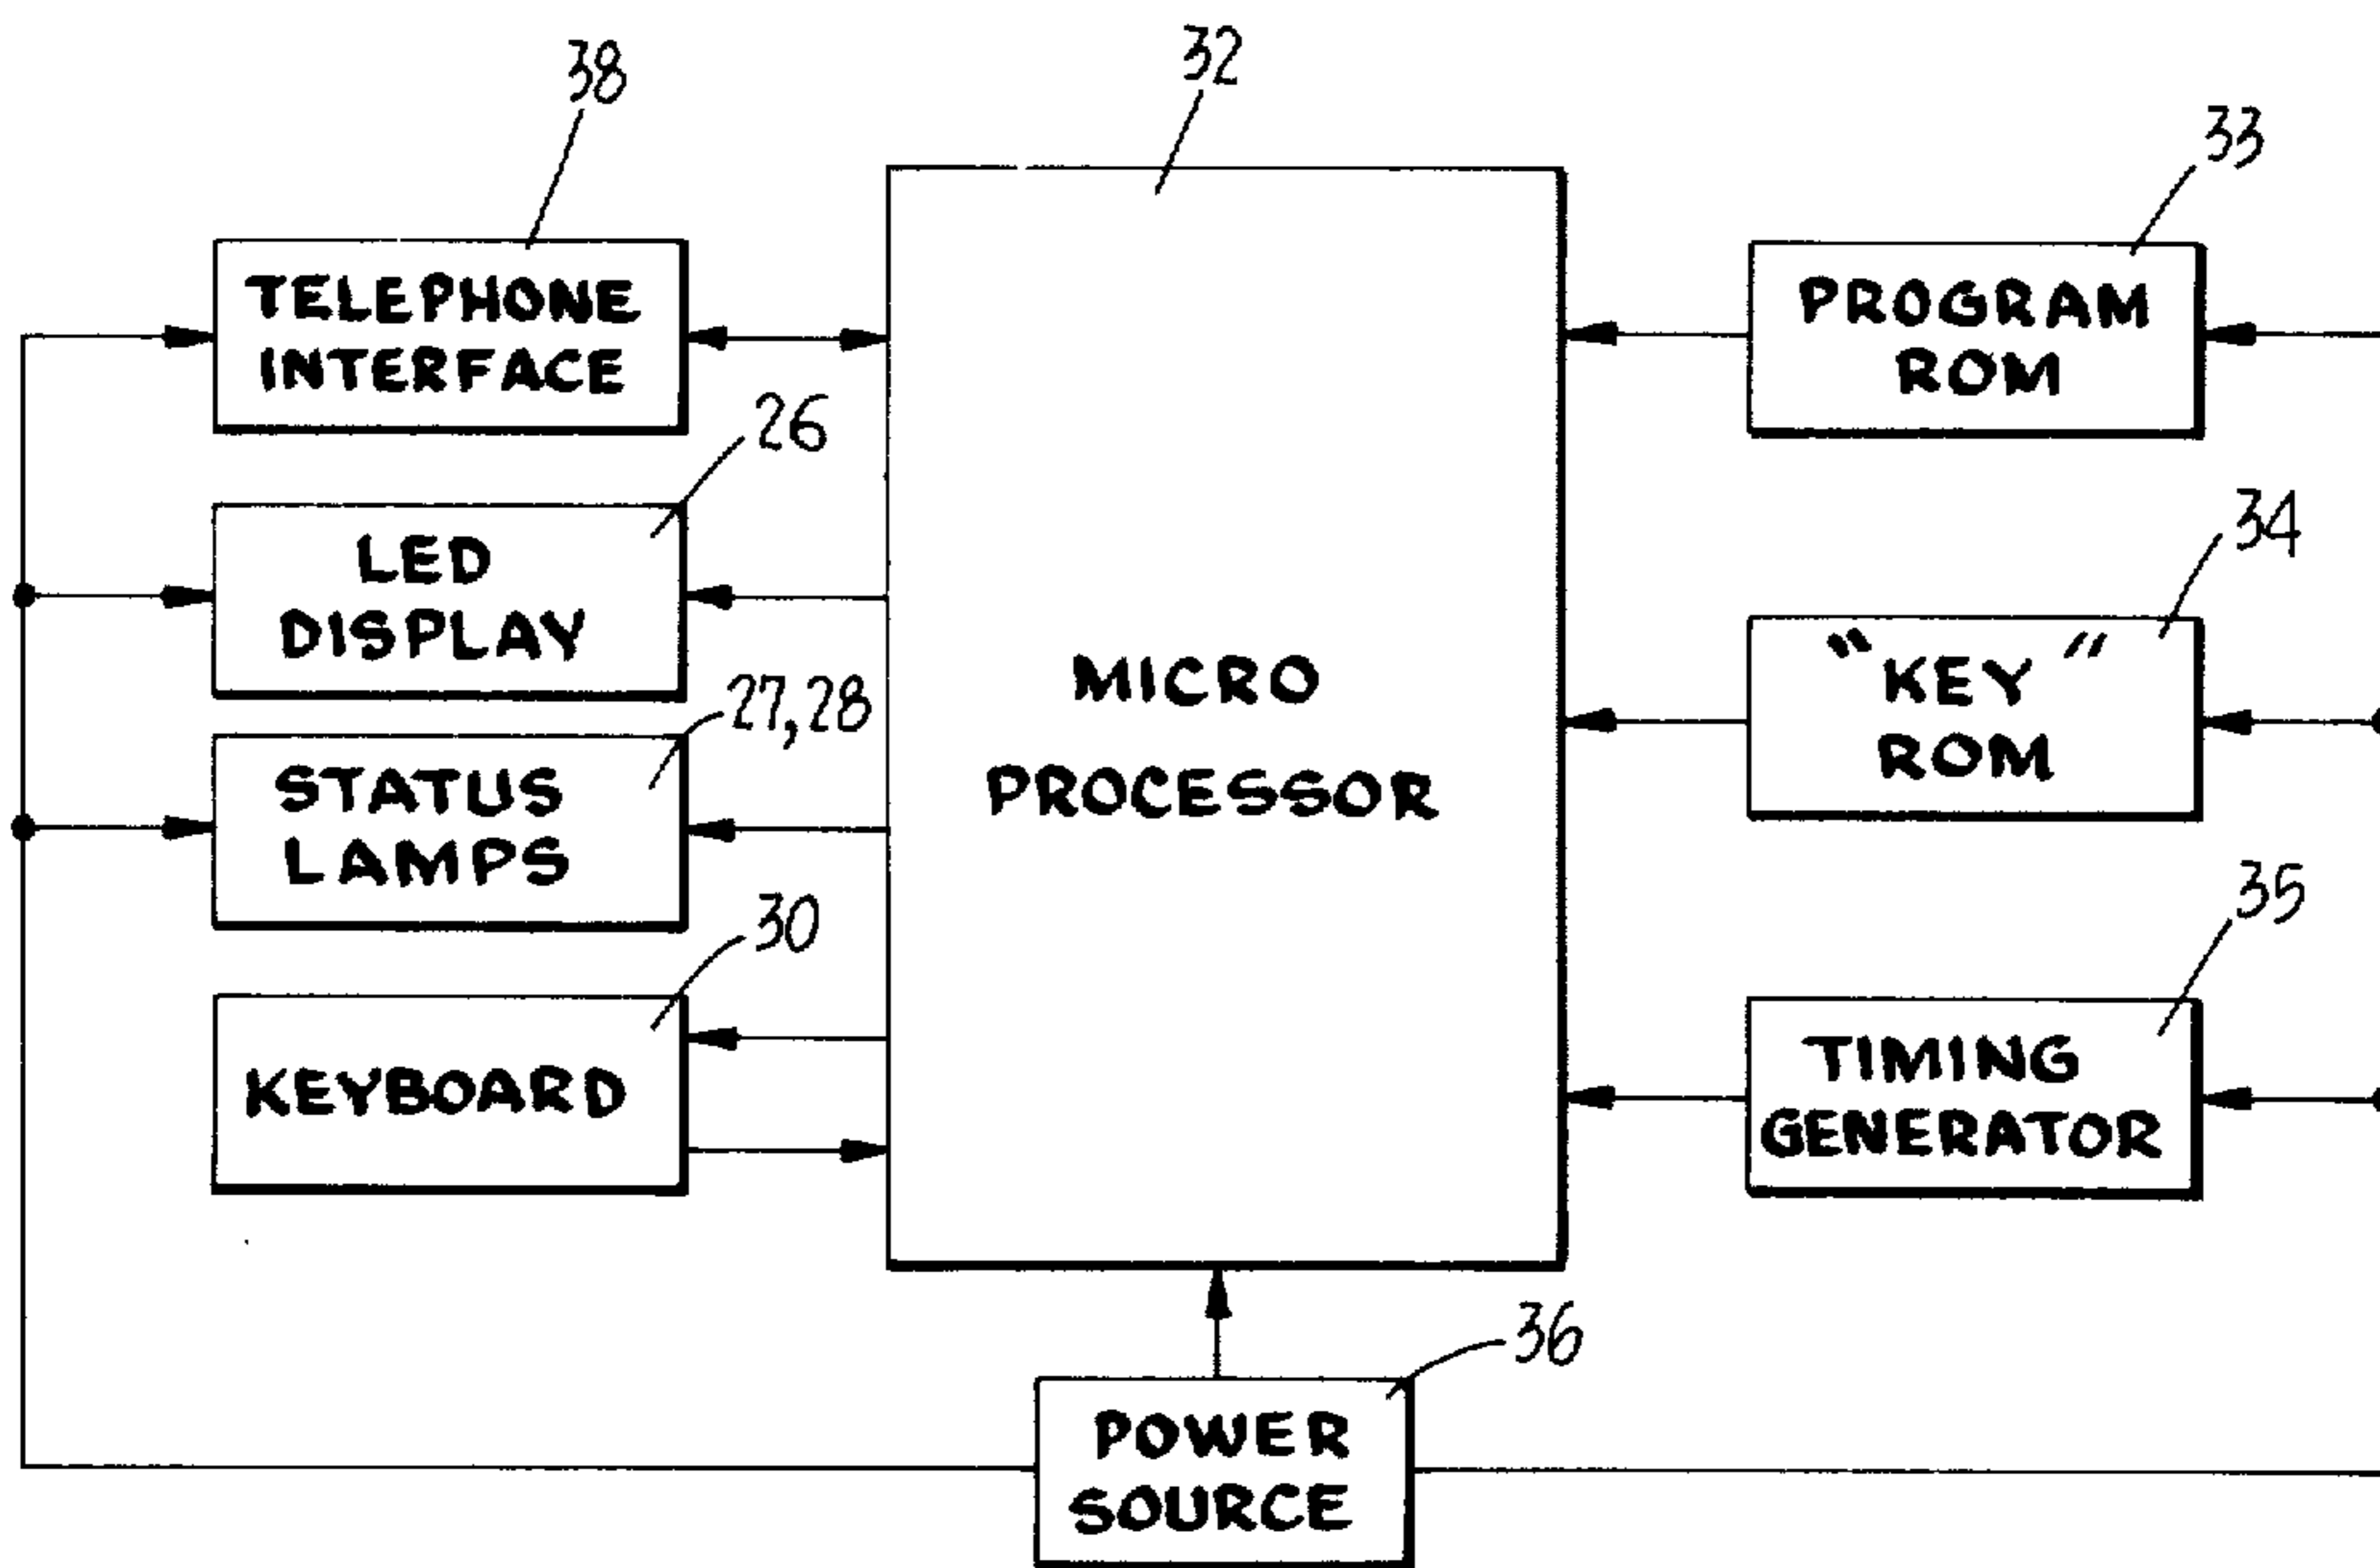 38
32
33
TELEPHONE
INTERFACE
PROGRAM
ROM
26
LED
DISPLAY
34
"KEY"
ROM
27,28
STATUS
LAMPS
MICRO
PROCESSOR
30
KEYBOARD
35
TIMING
GENERATOR
36
POWER
SOURCE